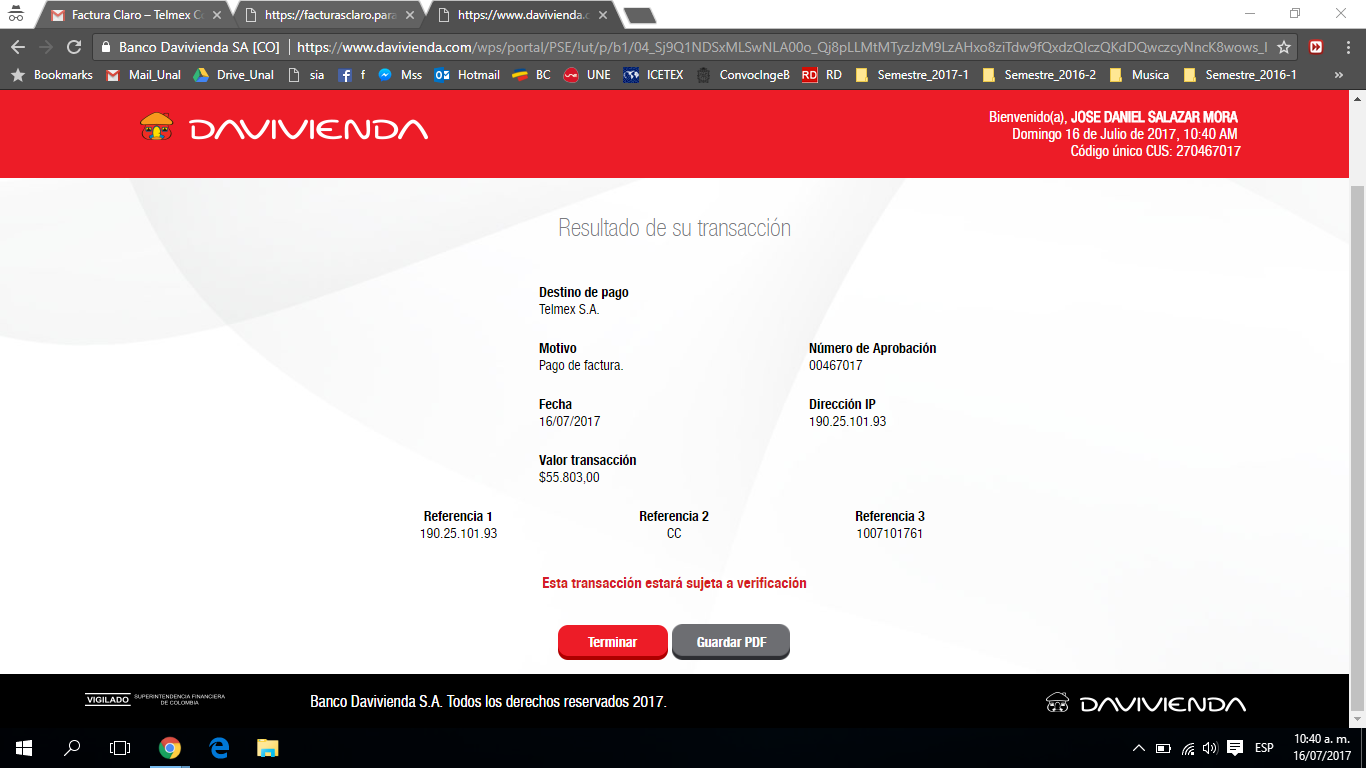 Factura Claro – Telmex Co
https://facturasclaro.para
https://www.davivienda.c
Banco Davivienda SA [CO]
https://www.davivienda.com/wps/portal/PSE/!ut/p/b1/04_Sj9Q1NDSxMLSwNLA00o_Qj8pLLMtMTyzJzM9LzAHxo8ziTdw9fQxdzQIczQKdDQwczcyNncK8wows_I
Bookmarks Mail_Unal Drive_Unal sia f Mss Hotmail BC UNE ICETEX ConvocIngeB RD RD Semestre_2017-1 Semestre_2016-2 Musica Semestre_2016-1 »
DAVIVIENDA
Bienvenido(a), JOSE DANIEL SALAZAR MORA
Domingo 16 de Julio de 2017, 10:40 AM
Código único CUS: 270467017
Resultado de su transacción
Destino de pago
Telmex S.A.
Motivo
Pago de factura.
Número de Aprobación
00467017
Fecha
16/07/2017
Dirección IP
190.25.101.93
Valor transacción
$55.803,00
Referencia 1
190.25.101.93
Referencia 2
CC
Referencia 3
1007101761
Esta transacción estará sujeta a verificación
Terminar
Guardar PDF
VIGILADO
SUPERINTENDENCIA FINANCIERA
DE COLOMBIA
Banco Davivienda S.A. Todos los derechos reservados 2017.
DAVIVIENDA
ESP
10:40 a. m.
16/07/2017